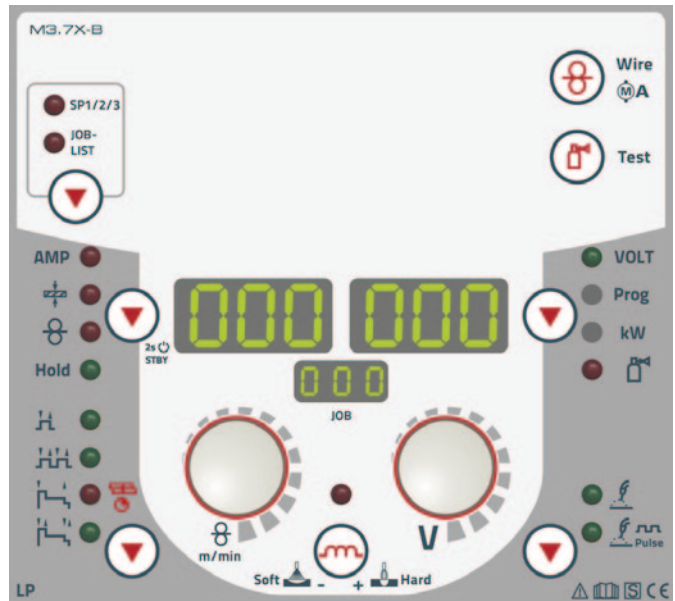 M3.7X-B
SP1/2/3
JOB-
LIST
Wire
M A
Test
AMP
Hold
2s
STBY
000 000
000
JOB
VOLT
Prog
kW
m/min
V
Soft - + Hard
Pulse
LP
S CE